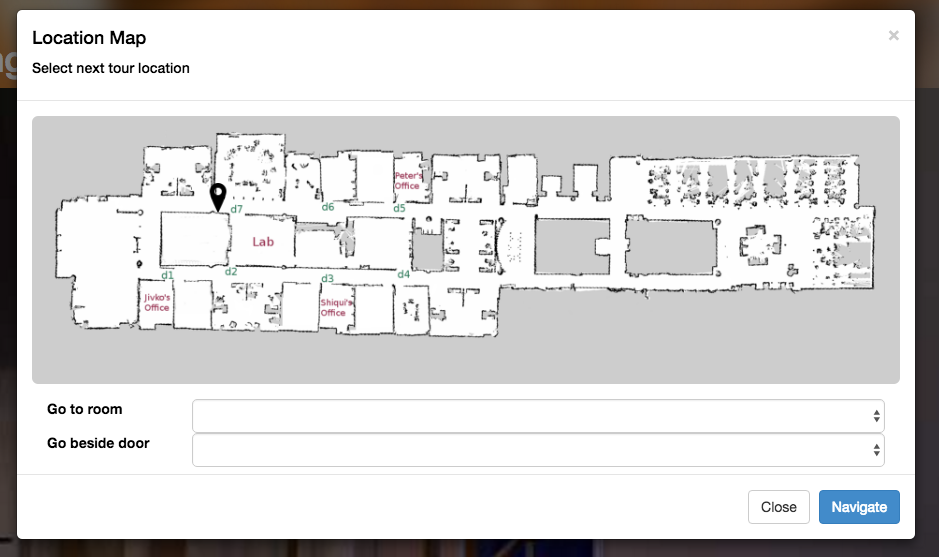 Location Map
×
Select next tour location
Peter's
Office
d7
d6
d5
Lab
d1
d2
d3
d4
Jivko's
Office
Shiqui's
Office
Go to room
Go beside door
Close
Navigate